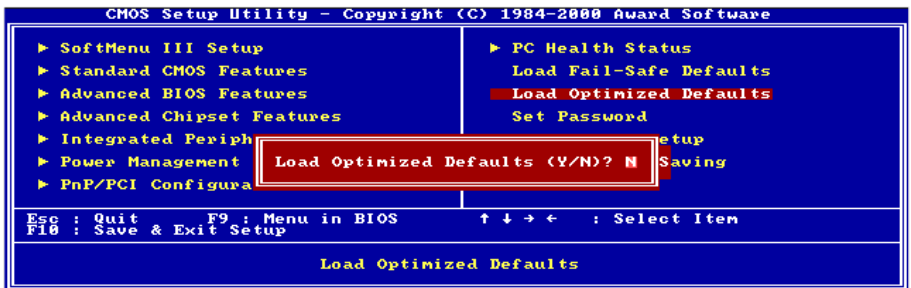 CMOS Setup Utility - Copyright (C) 1984-2000 Award Software
► SoftMenu III Setup
► Standard CMOS Features
► Advanced BIOS Features
► Advanced Chipset Features
► Integrated Periph
► Power Management
► PnP/PCI Configura
► PC Health Status
Load Fail-Safe Defaults
Load Optimized Defaults
Set Password
etup
Saving
Load Optimized Defaults (Y/N)? N
Esc : Quit F9 : Menu in BIOS ↑ ↓ → ← : Select Item
F10 : Save & Exit Setup
Load Optimized Defaults